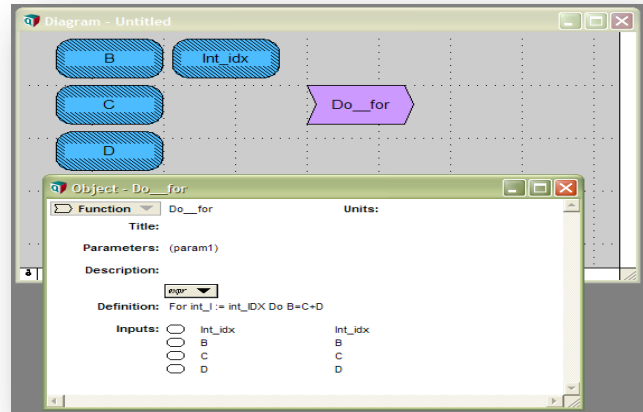 Diagram - Untitled
B Int_idx
C Do__for
D
Object - Do__for
Function Do__for Units:
Title:
Parameters: (param1)
Description:
expr
Definition: For int_I := int_IDX Do B=C+D
Inputs: Int_idx Int_idx
B B
C C
D D